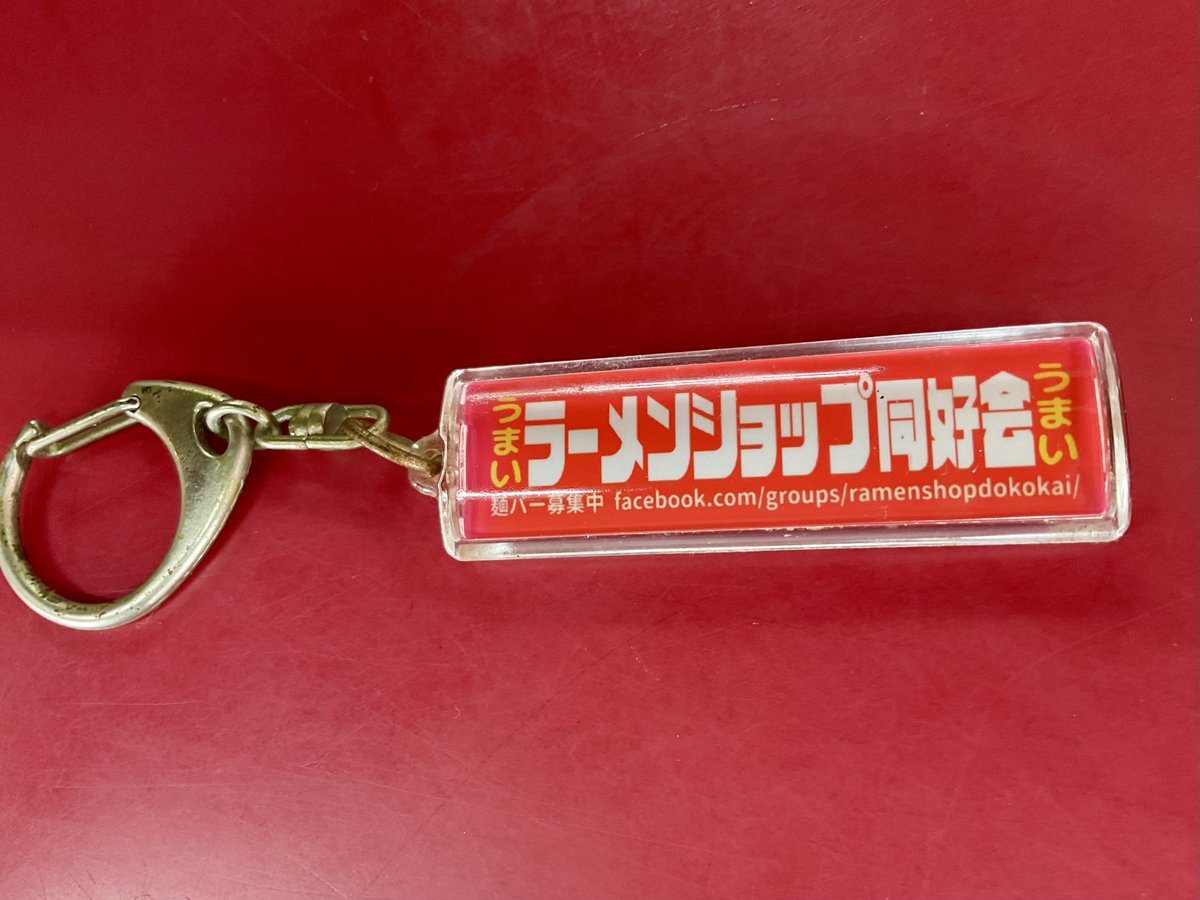 うまい ラーメンショップ同好会 うまい
麺バー募集中 facebook.com/groups/ramenshopdokokai/